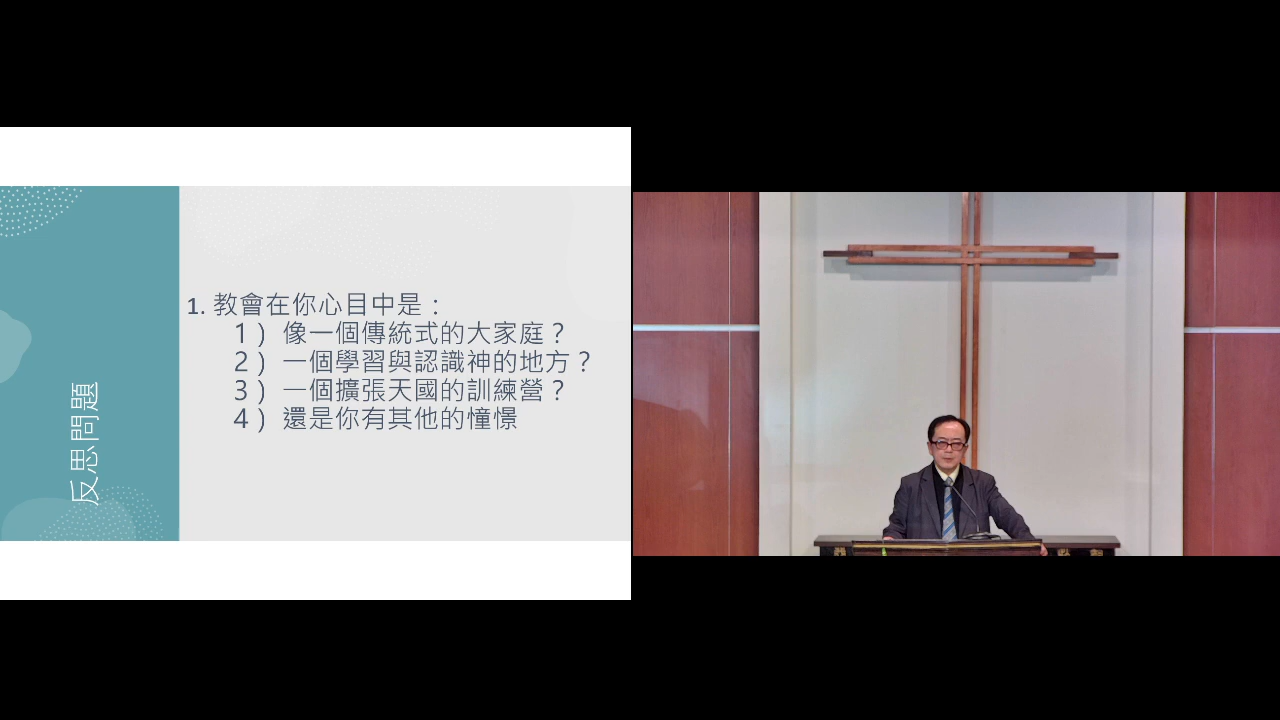 反思問題
1. 教會在你心目中是：
1） 像一個傳統式的大家庭？
2） 一個學習與認識神的地方？
3） 一個擴張天國的訓練營？
4） 還是你有其他的憧憬